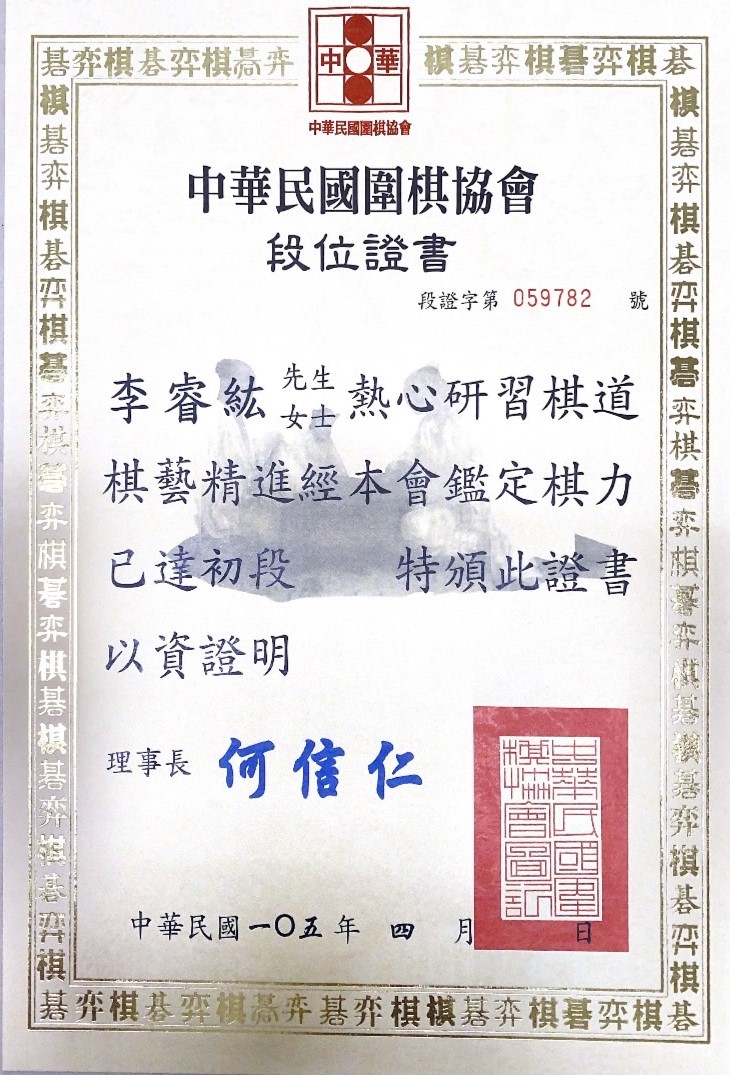 碁弈棋碁弈棋碁弈
棋碁弈棋碁弈棋碁
中華
中華民國圍棋協會
中華民國圍棋協會
段位證書
段證字第 059782 號
李睿紘 先生 女士 熱心研習棋道
棋藝精進經本會鑑定棋力
已達初段 特頒此證書
以資證明
理事長 何信仁
中華民國圍棋協會圖記
中華民國一〇五年 四 月 日
碁弈棋碁弈棋碁弈碁弈棋棋碁弈棋碁弈棋碁